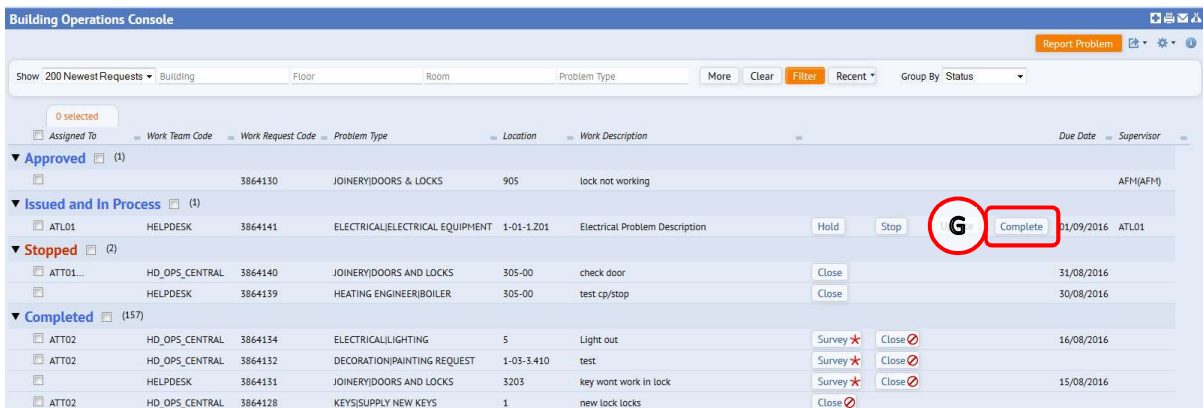 Building Operations Console
Report Problem
Show 200 Newest Requests Building Floor Room Problem Type More Clear Filter Recent Group By Status
0 selected
Assigned To Work Team Code Work Request Code Problem Type Location Work Description Due Date Supervisor
Approved (1)
3864130 JOINERY|DOORS & LOCKS 905 lock not working AFM(AFM)
Issued and In Process (1)
ATL01 HELPDESK 3864141 ELECTRICAL|ELECTRICAL EQUIPMENT 1-01-1.Z01 Electrical Problem Description Hold Stop G Complete 01/09/2016 ATL01
Stopped (2)
ATT01... HD_OPS_CENTRAL 3864140 JOINERY|DOORS AND LOCKS 305-00 check door Close 31/08/2016
HELPDESK 3864139 HEATING ENGINEER|BOILER 305-00 test cp/stop Close 30/08/2016
Completed (157)
ATT02 HD_OPS_CENTRAL 3864134 ELECTRICAL|LIGHTING 5 Light out Survey Close 16/08/2016
ATT02 HD_OPS_CENTRAL 3864132 DECORATION|PAINTING REQUEST 1-03-3.410 test Survey Close
HELPDESK 3864131 JOINERY|DOORS AND LOCKS 3203 key wont work in lock Survey Close 15/08/2016
ATT02 HD_OPS_CENTRAL 3864128 KEYS|SUPPLY NEW KEYS 1 new lock locks Close